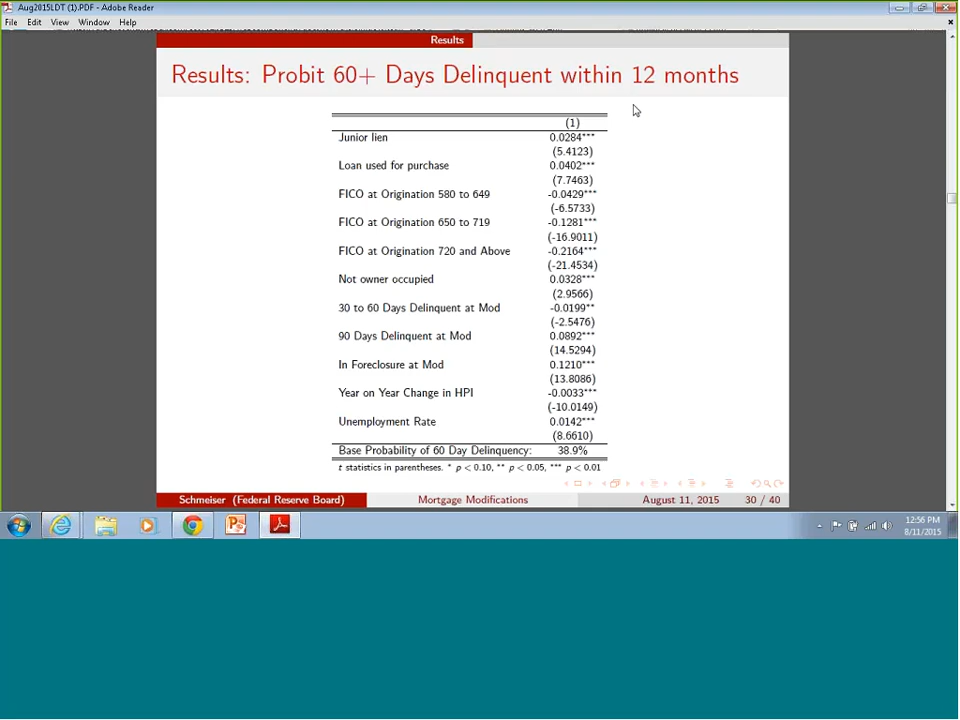 Aug2015LDT (1).PDF - Adobe Reader
File Edit View Window Help
Results
Results: Probit 60+ Days Delinquent within 12 months
(1)
Junior lien 0.0284***
(5.4123)
Loan used for purchase 0.0402***
(7.7463)
FICO at Origination 580 to 649 -0.0429***
(-6.5733)
FICO at Origination 650 to 719 -0.1281***
(-16.9011)
FICO at Origination 720 and Above -0.2164***
(-21.4534)
Not owner occupied 0.0328***
(2.9566)
30 to 60 Days Delinquent at Mod -0.0199**
(-2.5476)
90 Days Delinquent at Mod 0.0892***
(14.5294)
In Foreclosure at Mod 0.1210***
(13.8086)
Year on Year Change in HPI -0.0033***
(-10.0149)
Unemployment Rate 0.0142***
(8.6610)
Base Probability of 60 Day Delinquency: 38.9%
t statistics in parentheses. * p < 0.10, ** p < 0.05, *** p < 0.01
Schmeiser (Federal Reserve Board) Mortgage Modifications August 11, 2015 30 / 40
12:56 PM
8/11/2015